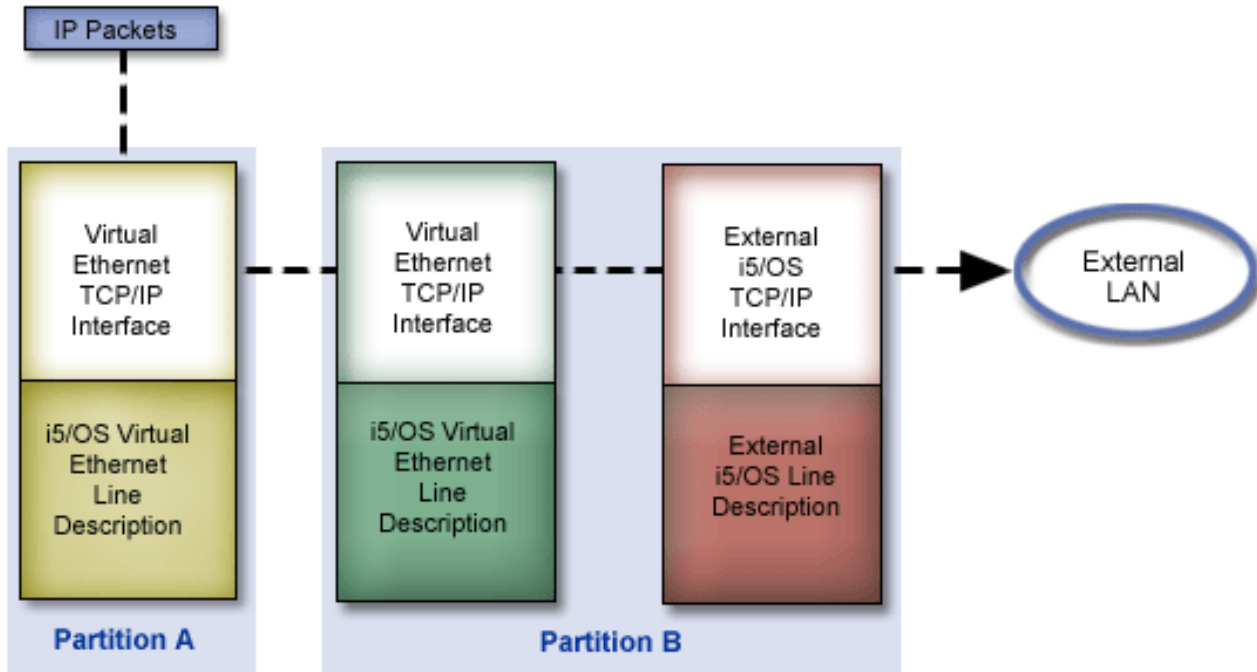 IP Packets
Virtual
Ethernet
TCP/IP
Interface
i5/OS Virtual
Ethernet
Line
Description
Partition A
Virtual
Ethernet
TCP/IP
Interface
i5/OS Virtual
Ethernet
Line
Description
External
i5/OS
TCP/IP
Interface
External
i5/OS Line
Description
Partition B
External
LAN